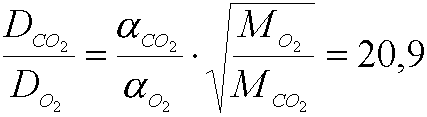 D_{CO_2} / D_{O_2} = α_{CO_2} / α_{O_2} · √(M_{O_2} / M_{CO_2}) = 20,9